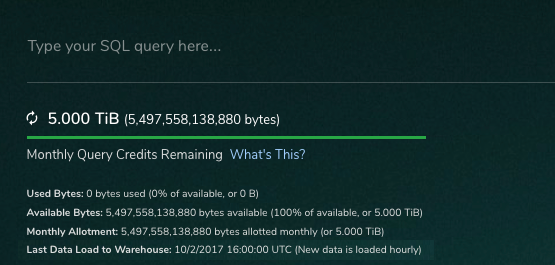 Type your SQL query here...
5.000 TiB (5,497,558,138,880 bytes)
Monthly Query Credits Remaining What's This?
Used Bytes: 0 bytes used (0% of available, or 0 B)
Available Bytes: 5,497,558,138,880 bytes available (100% of available, or 5.000 TiB)
Monthly Allotment: 5,497,558,138,880 bytes allotted monthly (or 5.000 TiB)
Last Data Load to Warehouse: 10/2/2017 16:00:00 UTC (New data is loaded hourly)